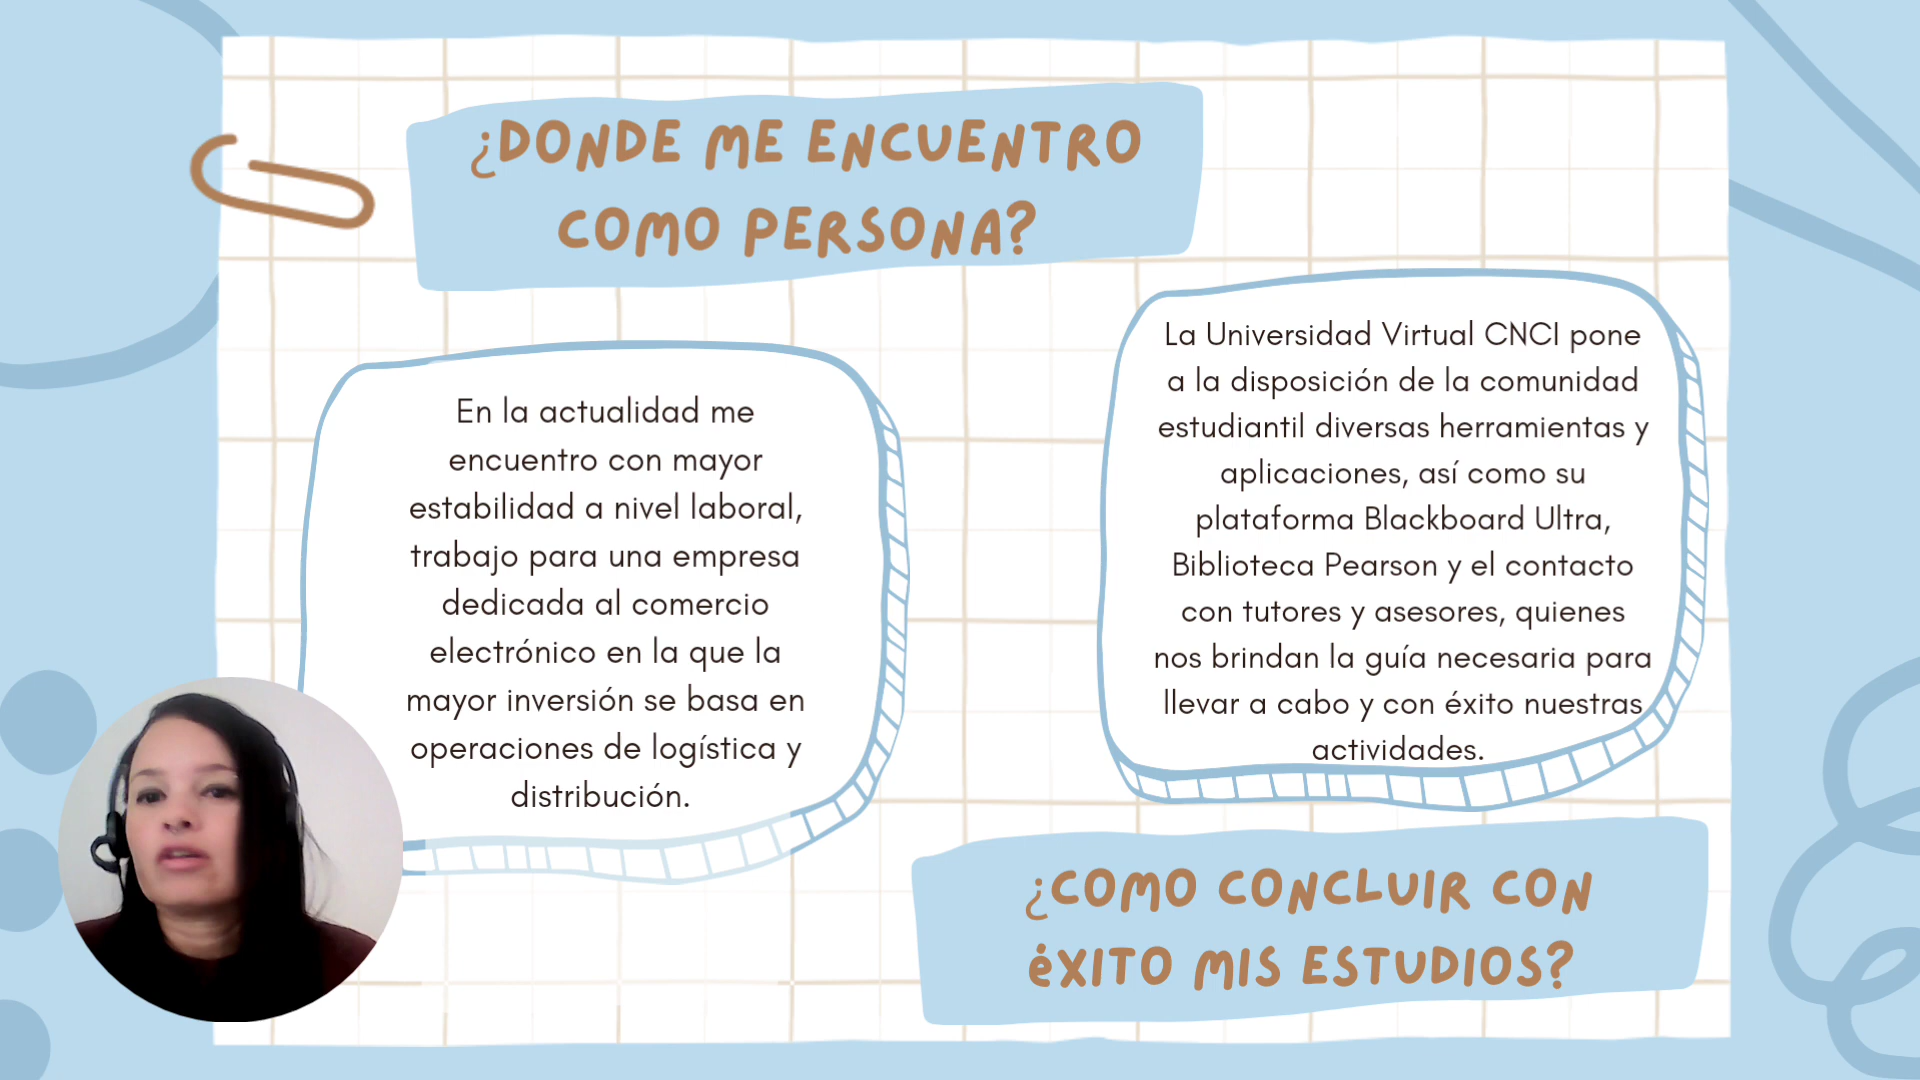 ¿DONDE ME ENCUENTRO
COMO PERSONA?
En la actualidad me
encuentro con mayor
estabilidad a nivel laboral,
trabajo para una empresa
dedicada al comercio
electrónico en la que la
mayor inversión se basa en
operaciones de logística y
distribución.
La Universidad Virtual CNCI pone
a la disposición de la comunidad
estudiantil diversas herramientas y
aplicaciones, así como su
plataforma Blackboard Ultra,
Biblioteca Pearson y el contacto
con tutores y asesores, quienes
nos brindan la guía necesaria para
llevar a cabo y con éxito nuestras
actividades.
¿COMO CONCLUIR CON
éXITO MIS ESTUDIOS?